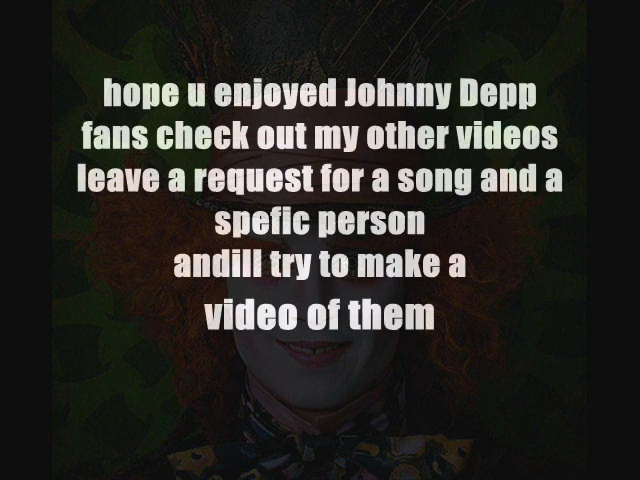 hope u enjoyed Johnny Depp
fans check out my other videos
leave a request for a song and a
spefic person
andill try to make a
video of them